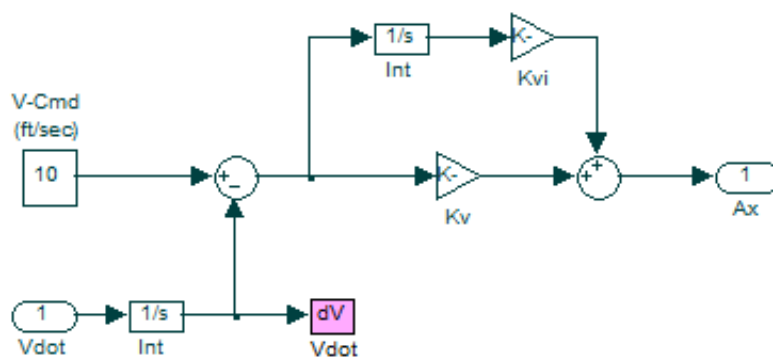 1/s
K-
Int
Kvi
V-Cmd
(ft/sec)
+
+
10
−
K-
+
1
Kv
Ax
1
1/s
dV
Vdot
Int
Vdot